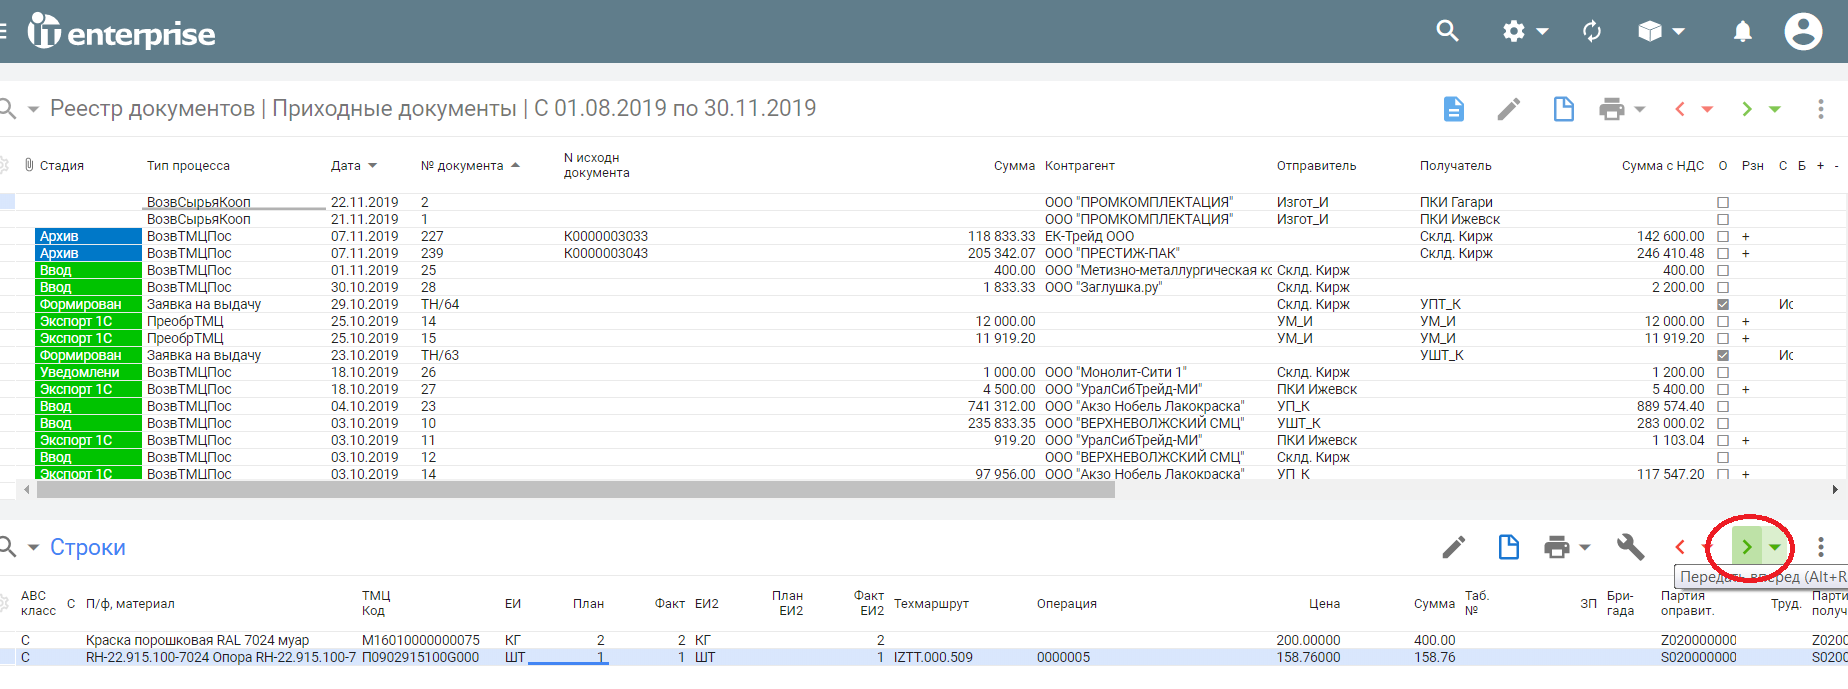 it enterprise
Реестр документов | Приходные документы | С 01.08.2019 по 30.11.2019
Стадия Тип процесса Дата № документа N исходн документа Сумма Контрагент Отправитель Получатель Сумма с НДС О Рзн С Б + -
ВозвСырьяКооп 22.11.2019 2 ООО "ПРОМКОМПЛЕКТАЦИЯ" Изгот_И ПКИ Гагари
ВозвСырьяКооп 21.11.2019 1 ООО "ПРОМКОМПЛЕКТАЦИЯ" Изгот_И ПКИ Ижевск
Архив ВозвТМЦПос 07.11.2019 227 К0000003033 118 833.33 ЕК-Трейд ООО Склд. Кирж 142 600.00 +
Архив ВозвТМЦПос 07.11.2019 239 К0000003043 205 342.07 ООО "ПРЕСТИЖ-ПАК" Склд. Кирж 246 410.48 +
Ввод ВозвТМЦПос 01.11.2019 25 400.00 ООО "Метизно-металлургическая кс Склд. Кирж 400.00
Ввод ВозвТМЦПос 30.10.2019 28 1 833.33 ООО "Заглушка.ру" Склд. Кирж 2 200.00
Формирован Заявка на выдачу 29.10.2019 ТН/64 Склд. Кирж УПТ_К Ис
Экспорт 1С ПреобрТМЦ 25.10.2019 14 12 000.00 УМ_И УМ_И 12 000.00 +
Экспорт 1С ПреобрТМЦ 25.10.2019 15 11 919.20 УМ_И УМ_И 11 919.20 +
Формирован Заявка на выдачу 23.10.2019 ТН/63 УШТ_К Ис
Уведомлени ВозвТМЦПос 18.10.2019 26 1 000.00 ООО "Монолит-Сити 1" Склд. Кирж 1 200.00
Экспорт 1С ВозвТМЦПос 18.10.2019 27 4 500.00 ООО "УралСибТрейд-МИ" ПКИ Ижевск 5 400.00 +
Ввод ВозвТМЦПос 04.10.2019 23 741 312.00 ООО "Акзо Нобель Лакокраска" УП_К 889 574.40
Ввод ВозвТМЦПос 03.10.2019 10 235 833.35 ООО "ВЕРХНЕВОЛЖСКИЙ СМЦ" УШТ_К 283 000.02
Экспорт 1С ВозвТМЦПос 03.10.2019 11 919.20 ООО "УралСибТрейд-МИ" ПКИ Ижевск 1 103.04 +
Ввод ВозвТМЦПос 03.10.2019 12 ООО "ВЕРХНЕВОЛЖСКИЙ СМЦ" Склд. Кирж
Экспорт 1С ВозвТМЦПос 03.10.2019 14 97 956.00 ООО "Акзо Нобель Лакокраска" УП_К 117 547.20 +
Строки
Передать вперед (Alt+R
ABC класс С П/ф, материал ТМЦ Код ЕИ План Факт ЕИ2 План ЕИ2 Факт ЕИ2 Техмаршрут Операция Цена Сумма Таб. № ЗП Бри- гада Партия оправит. Труд. Парти получ
С Краска порошковая RAL 7024 муар М16010000000075 КГ 2 2 КГ 2 200.00000 400.00 Z020000000 Z0200
С RH-22.915.100-7024 Опора RH-22.915.100-7 П0902915100G000 ШТ 1 1 ШТ 1 IZTT.000.509 0000005 158.76000 158.76 S020000000 S0200